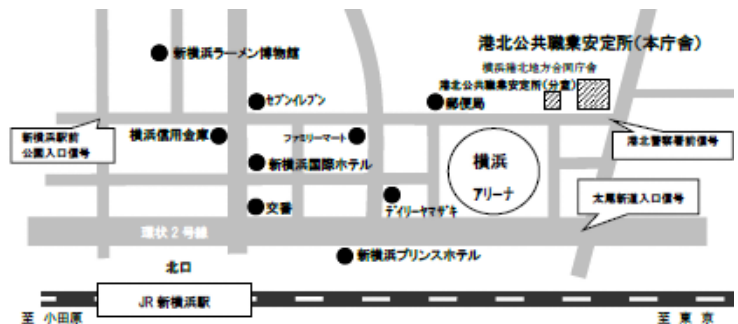 港北公共職業安定所(本庁舎)
横浜港北地方合同庁舎
港北公共職業安定所(分室)
新横浜ラーメン博物館
セブンイレブン
郵便局
新横浜駅前
公園入口信号
横浜信用金庫
ファミリーマート
港北警察署前信号
新横浜国際ホテル
横浜
アリーナ
交番
デイリーヤマザキ
太尾新道入口信号
環状2号線
新横浜プリンスホテル
北口
JR 新横浜駅
至 小田原
至 東京